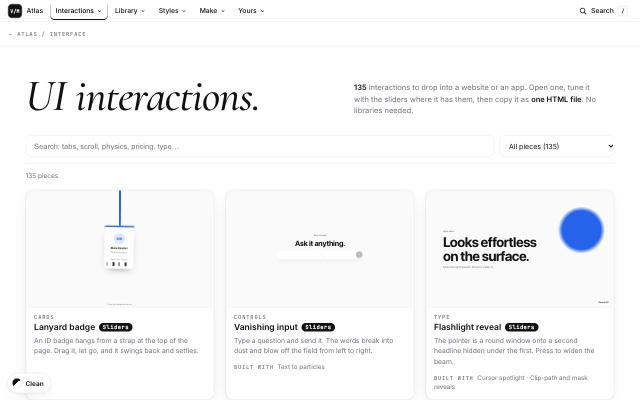 V/M Atlas Interactions Library Styles Make Yours Search /
← ATLAS / INTERFACE
UI interactions.
135 interactions to drop into a website or an app. Open one, tune it
with the sliders where it has them, then copy it as one HTML file. No
libraries needed.
Search: tabs, scroll, physics, pricing, type...
All pieces (135)
135 pieces
Ask it anything.
Looks effortless
on the surface.
CARDS
Lanyard badge Sliders
An ID badge hangs from a strap at the top of the
page. Drag it, let go, and it swings back and settles.
CONTROLS
Vanishing input Sliders
Type a question and send it. The words break into
dust and blow off the field from left to right.
BUILT WITH Text to particles
TYPE
Flashlight reveal Sliders
The pointer is a round window onto a second
headline hidden under the first. Press to widen the
beam.
BUILT WITH Cursor spotlight · Clip-path and mask
reveals
Clean